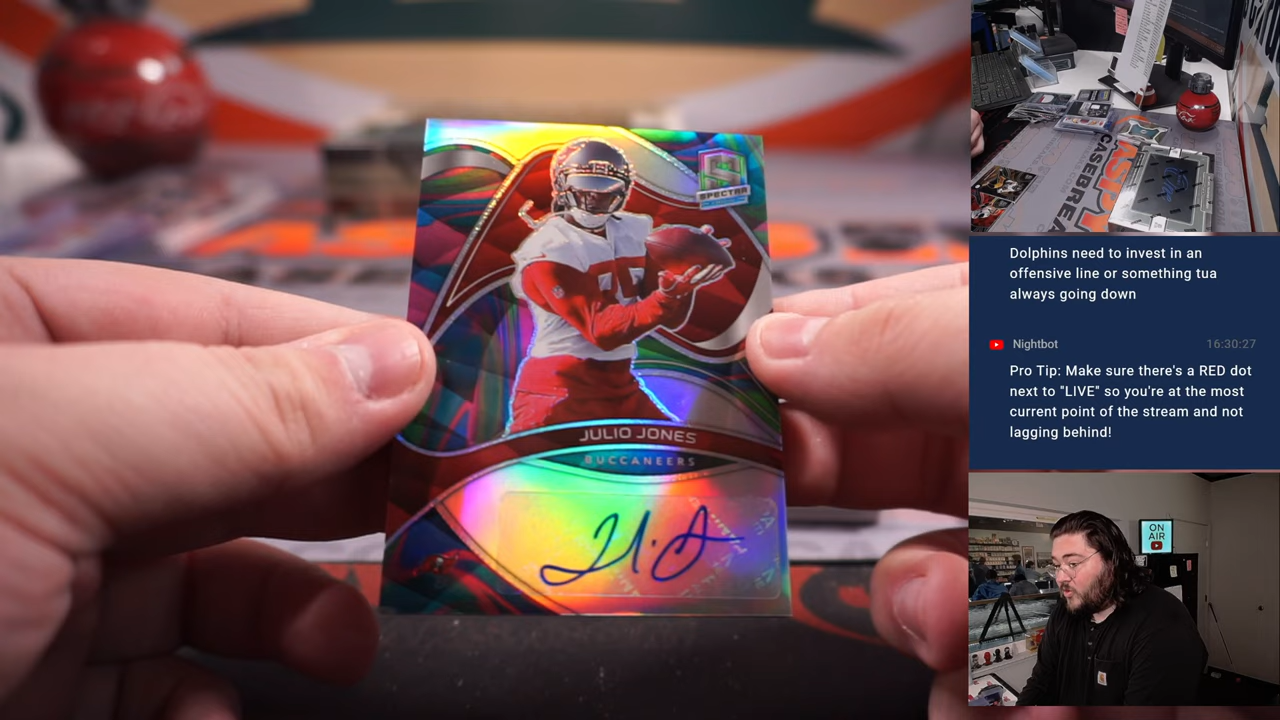 SPECTRA
85
JULIO JONES
BUCCANEERS
CASEBREA
Dolphins need to invest in an
offensive line or something tua
always going down
Nightbot
16:30:27
Pro Tip: Make sure there's a RED dot
next to "LIVE" so you're at the most
current point of the stream and not
lagging behind!
ON
AIR